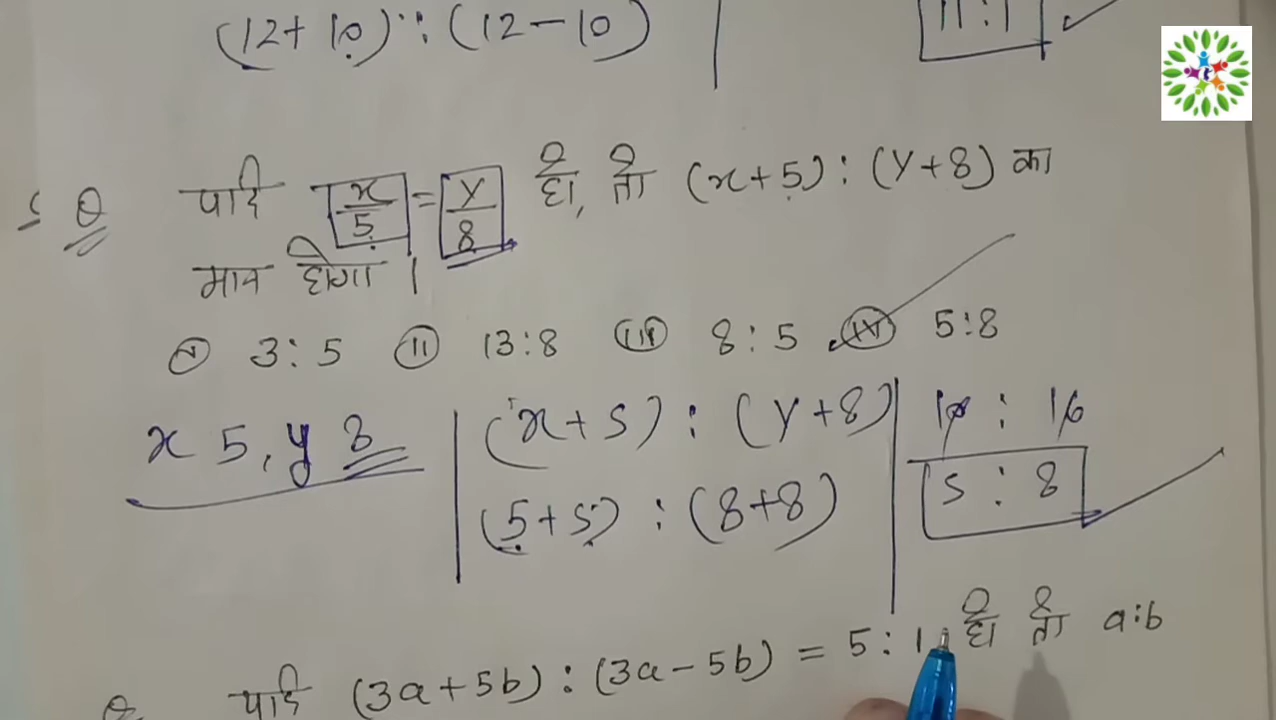 (12+10) : (12-10)
11:1
5 Q यदि x/5 = y/8 हो, तो (x+5) : (y+8) का
मान होगा ।
(i) 3:5 (ii) 13:8 (iii) 8:5 (iv) 5:8
x 5, y 8
(x+5) : (y+8)
(5+5) : (8+8)
10 : 16
5 : 8
Q यदि (3a+5b) : (3a-5b) = 5:1 हो तो a:b